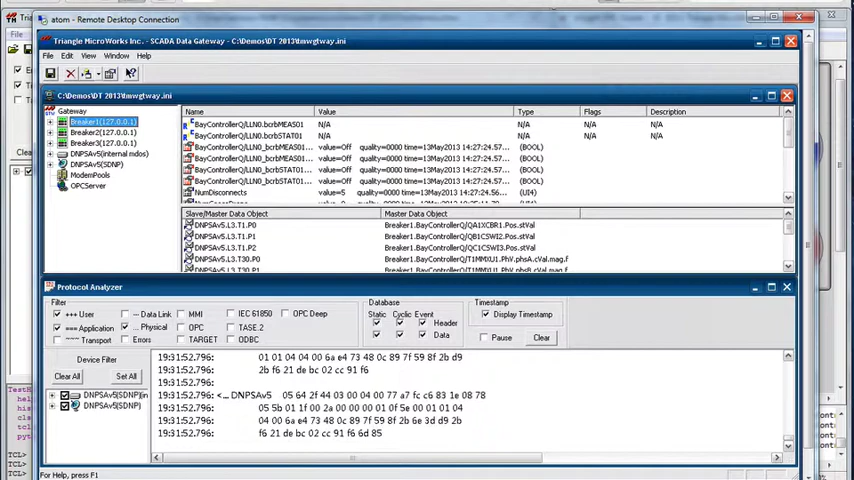 atom - Remote Desktop Connection
Triangle MicroWorks Inc. - SCADA Data Gateway - C:\Demos\DT 2013\tmwgtway.ini
File Edit View Window Help
C:\Demos\DT 2013\tmwgtway.ini
Gateway
Breaker1(127.0.0.1)
Breaker2(127.0.0.1)
Breaker3(127.0.0.1)
DNPSAv5(internal mdos)
DNPSAv5(SDNP)
ModemPools
OPCServer
Name Value Type Flags Description
BayControllerQ/LLN0.bcrbMEAS01 N/A N/A N/A N/A
BayControllerQ/LLN0.bcrbSTAT01 N/A N/A N/A N/A
BayControllerQ/LLN0_bcrbMEAS01... value=Off quality=0000 time=13May2013 14:27:24.57... (BOOL)
BayControllerQ/LLN0_bcrbMEAS01... value=Off quality=0000 time=13May2013 14:27:24.57... (BOOL)
BayControllerQ/LLN0_bcrbSTAT01... value=Off quality=0000 time=13May2013 14:27:24.57... (BOOL)
BayControllerQ/LLN0_bcrbSTAT01... value=Off quality=0000 time=13May2013 14:27:24.57... (BOOL)
NumDisconnects value=5 quality=0000 time=13May2013 14:27:24.56... (UI4)
Slave/Master Data Object Master Data Object
DNPSAv5.L3.T1.P0 Breaker1.BayControllerQ/QA1XCBR1.Pos.stVal
DNPSAv5.L3.T1.P1 Breaker1.BayControllerQ/QB1CSWI2.Pos.stVal
DNPSAv5.L3.T1.P2 Breaker1.BayControllerQ/QC1CSWI3.Pos.stVal
DNPSAv5.L3.T30.P0 Breaker1.BayControllerQ/T1MMXU1.PhV.phsA.cVal.mag.f
DNPSAv5.L3.T30.P1
Protocol Analyzer
Filter
+++ User ... Data Link MMI IEC 61850 OPC Deep
=== Application ... Physical OPC TASE.2
~~~ Transport Errors TARGET ODBC
Database
Static Cyclic Event
Header
Data
Timestamp
Display Timestamp
Pause Clear
Device Filter
Clear All Set All
DNPSAv5(SDNP)(in
DNPSAv5(SDNP)
19:31:52.796: 01 01 04 04 00 6a e4 73 48 0c 89 7f 59 8f 2b d9
19:31:52.796: 2b f6 21 de bc 02 cc 91 f6
19:31:52.796:
19:31:52.796: <... DNPSAv5 05 64 2f 44 03 00 04 00 77 a7 fc c6 83 1e 08 78
19:31:52.796: 05 5b 01 1f 00 2a 00 00 00 01 0f 5e 00 01 01 04
19:31:52.796: 04 00 6a e4 73 48 0c 89 7f 59 8f 2b 6e 3d d9 2b
19:31:52.796: f6 21 de bc 02 cc 91 f6 6d 85
For Help, press F1
TCL>
TCL>
TCL>